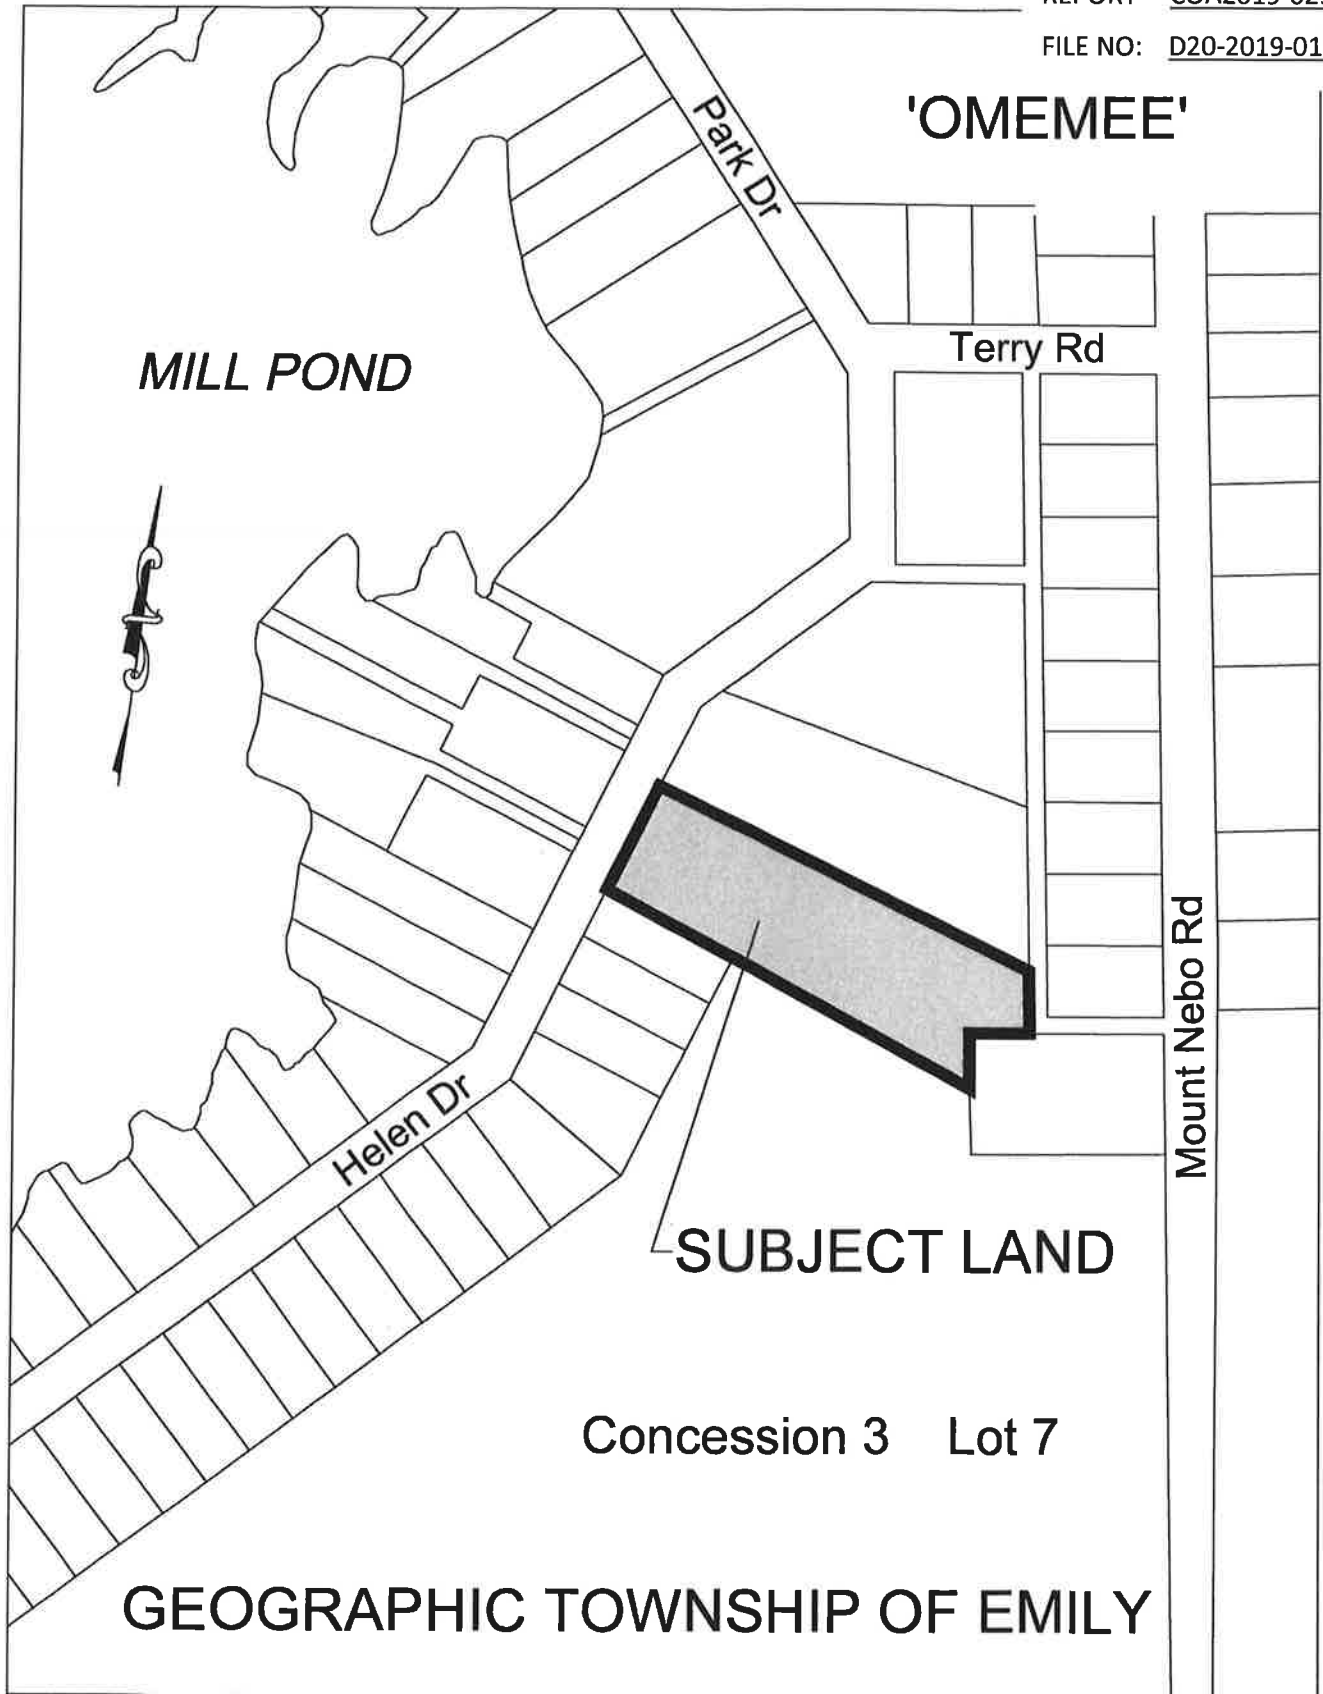 FILE NO: D20-2019-01
'OMEMEE'
Park Dr
Terry Rd
MILL POND
Mount Nebo Rd
Helen Dr
SUBJECT LAND
Concession 3 Lot 7
GEOGRAPHIC TOWNSHIP OF EMILY